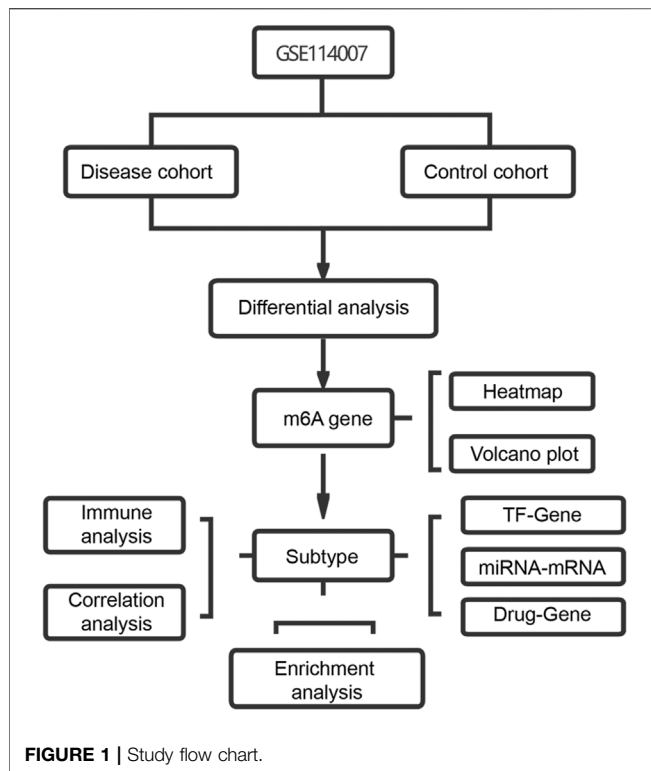 GSE114007
Disease cohort
Control cohort
Differential analysis
m6A gene
Heatmap
Volcano plot
Immune
analysis
Correlation
analysis
Subtype
TF-Gene
miRNA-mRNA
Drug-Gene
Enrichment
analysis
FIGURE 1 | Study flow chart.